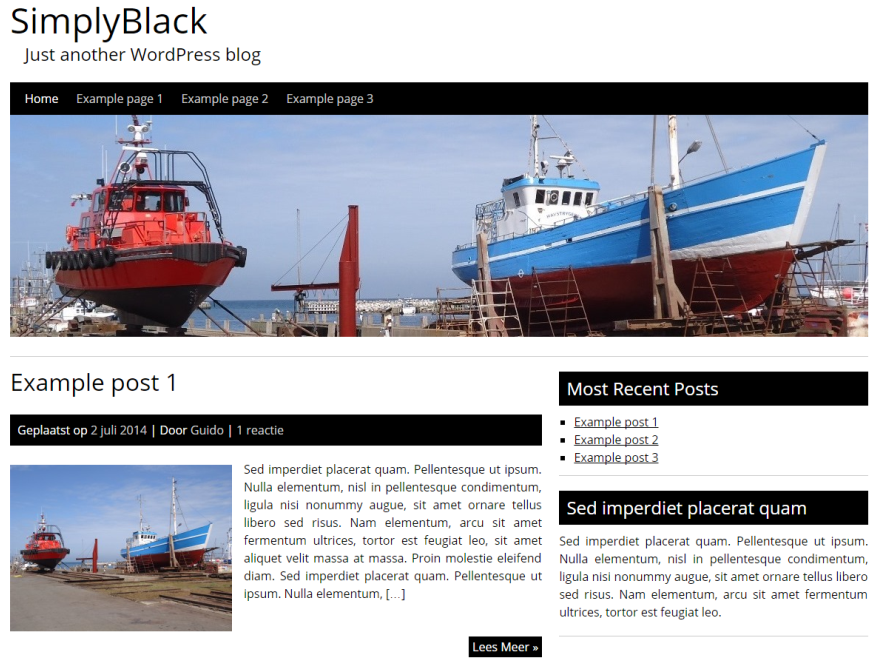 SimplyBlack
Just another WordPress blog
Home Example page 1 Example page 2 Example page 3
Example post 1
Geplaatst op 2 juli 2014 | Door Guido | 1 reactie
Sed imperdiet placerat quam. Pellentesque ut ipsum.
Nulla elementum, nisl in pellentesque condimentum,
ligula nisi nonummy augue, sit amet ornare tellus
libero sed risus. Nam elementum, arcu sit amet
fermentum ultrices, tortor est feugiat leo, sit amet
aliquet velit massa at massa. Proin molestie eleifend
diam. Sed imperdiet placerat quam. Pellentesque ut
ipsum. Nulla elementum, […]
Lees Meer »
Most Recent Posts
Example post 1
Example post 2
Example post 3
Sed imperdiet placerat quam
Sed imperdiet placerat quam. Pellentesque ut ipsum.
Nulla elementum, nisl in pellentesque condimentum,
ligula nisi nonummy augue, sit amet ornare tellus libero
sed risus. Nam elementum, arcu sit amet fermentum
ultrices, tortor est feugiat leo.